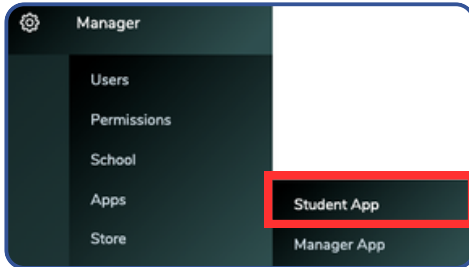 Manager
Users
Permissions
School
Apps
Student App
Store
Manager App